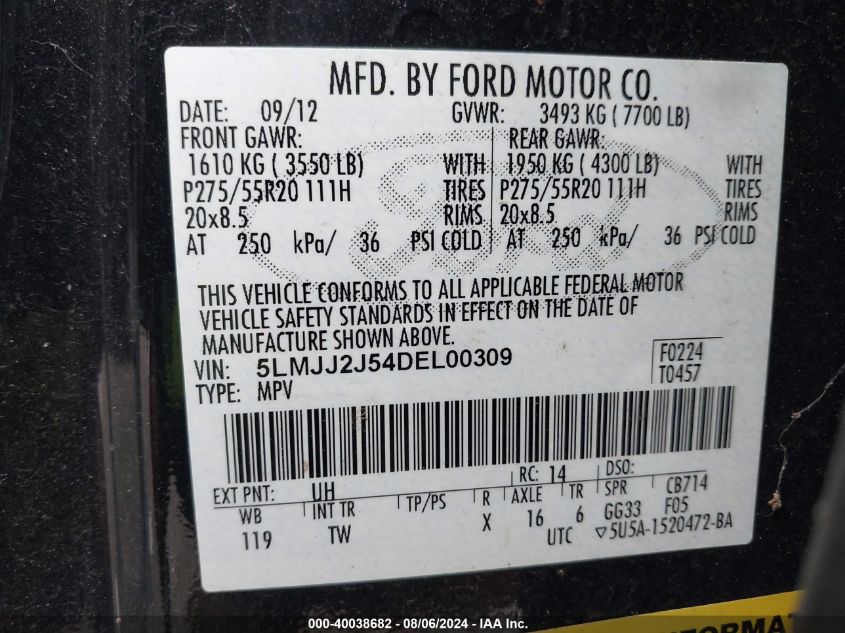 MFD. BY FORD MOTOR CO.
DATE: 09/12 GVWR: 3493 KG ( 7700 LB)
FRONT GAWR: REAR GAWR:
1610 KG ( 3550 LB) WITH 1950 KG ( 4300 LB) WITH
P275/55R20 111H TIRES P275/55R20 111H TIRES
20x8.5 RIMS 20x8.5 RIMS
AT 250 kPa/ 36 PSI COLD AT 250 kPa/ 36 PSI COLD
THIS VEHICLE CONFORMS TO ALL APPLICABLE FEDERAL MOTOR
VEHICLE SAFETY STANDARDS IN EFFECT ON THE DATE OF
MANUFACTURE SHOWN ABOVE.
VIN: 5LMJJ2J54DEL00309 F0224
TYPE: MPV T0457
RC: 14 DSO:
EXT PNT: UH
WB INT TR TP/PS R AXLE TR SPR CB714
119 TW X 16 6 GG33 F05
UTC ▽5U5A-1520472-BA
FORMAT
000-40038682 - 08/06/2024 - IAA Inc.